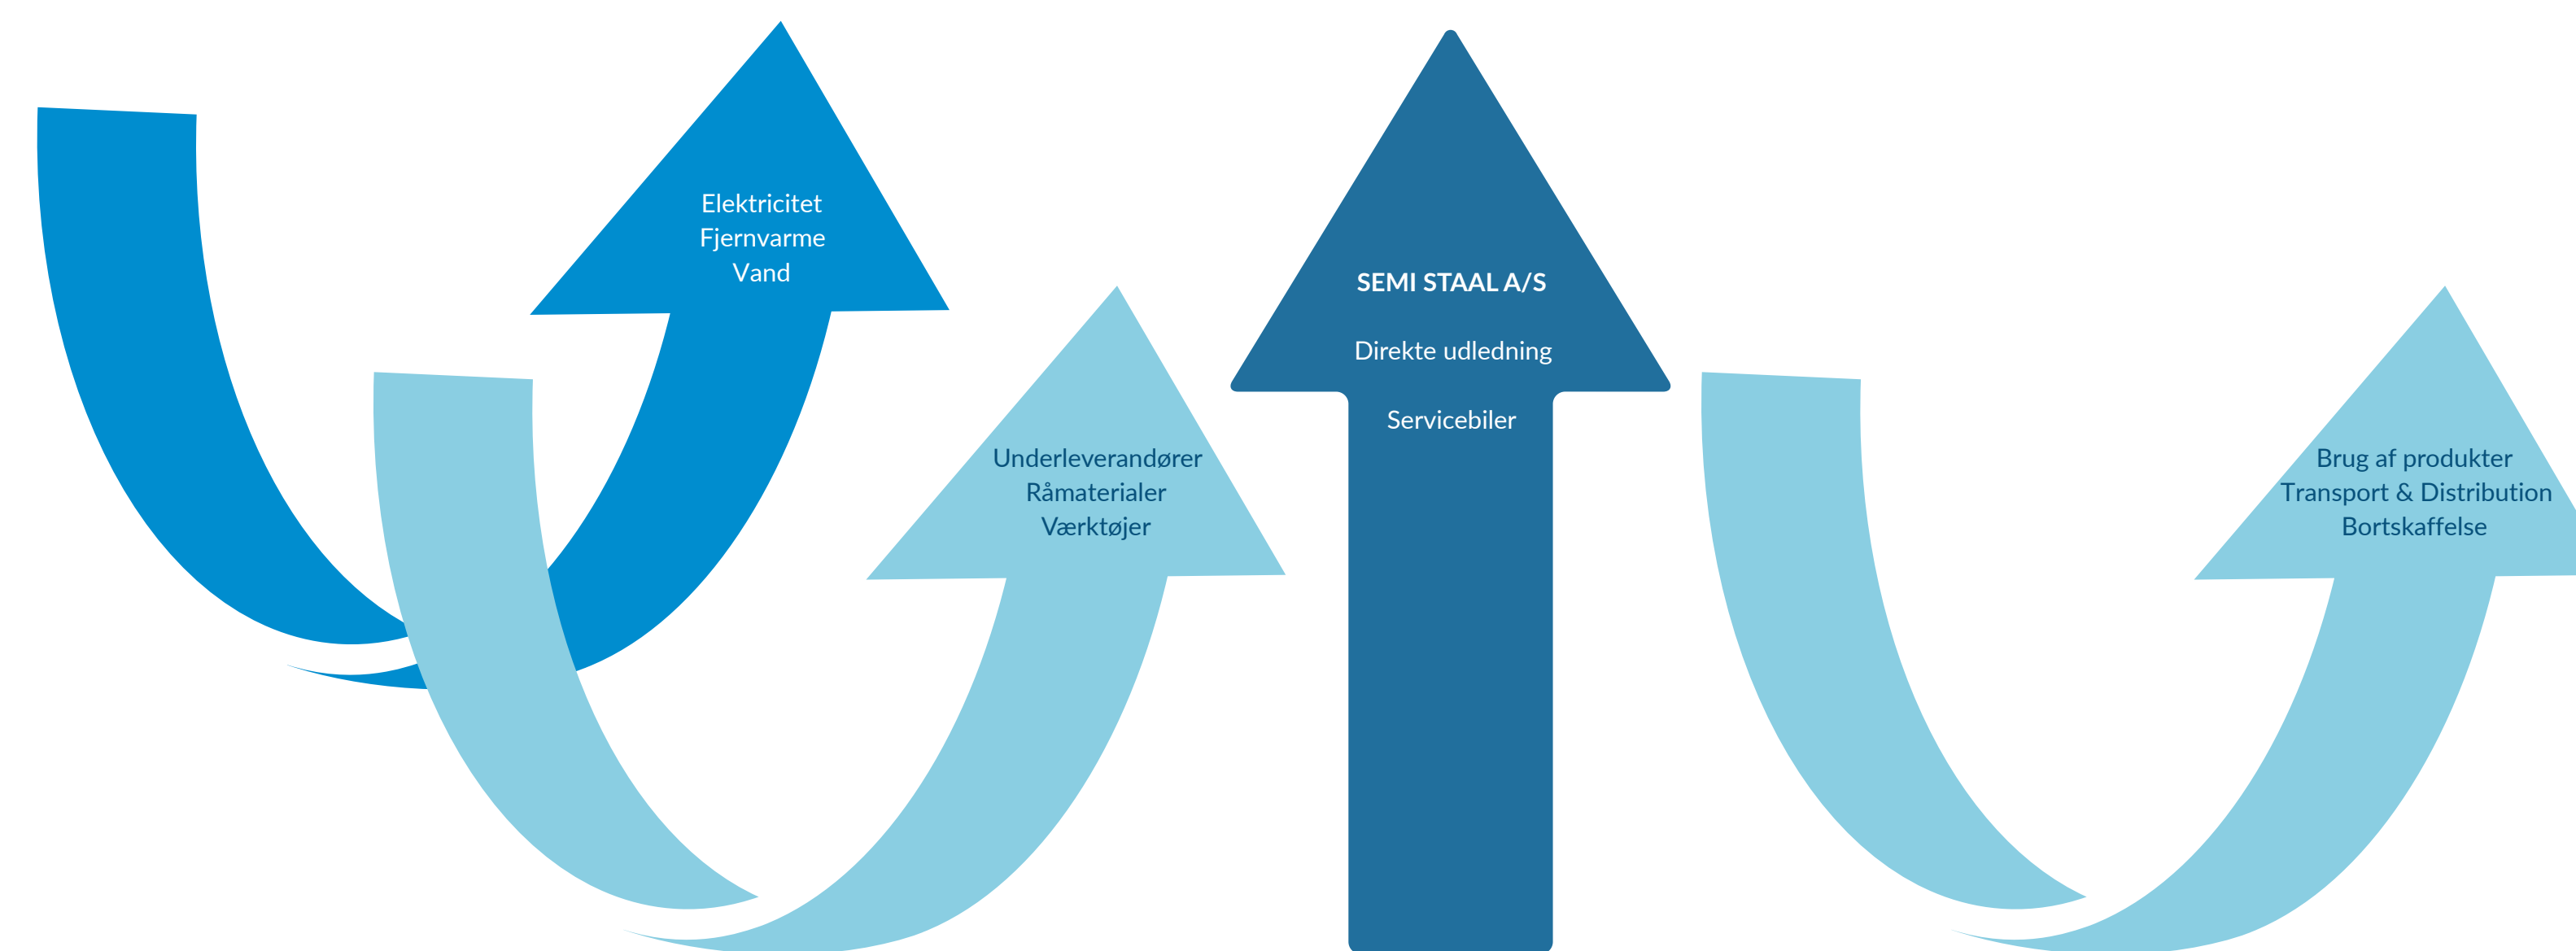 Elektricitet
Fjernvarme
Vand
Underleverandører
Råmaterialer
Værktøjer
SEMI STAAL A/S
Direkte udledning
Servicebiler
Brug af produkter
Transport & Distribution
Bortskaffelse